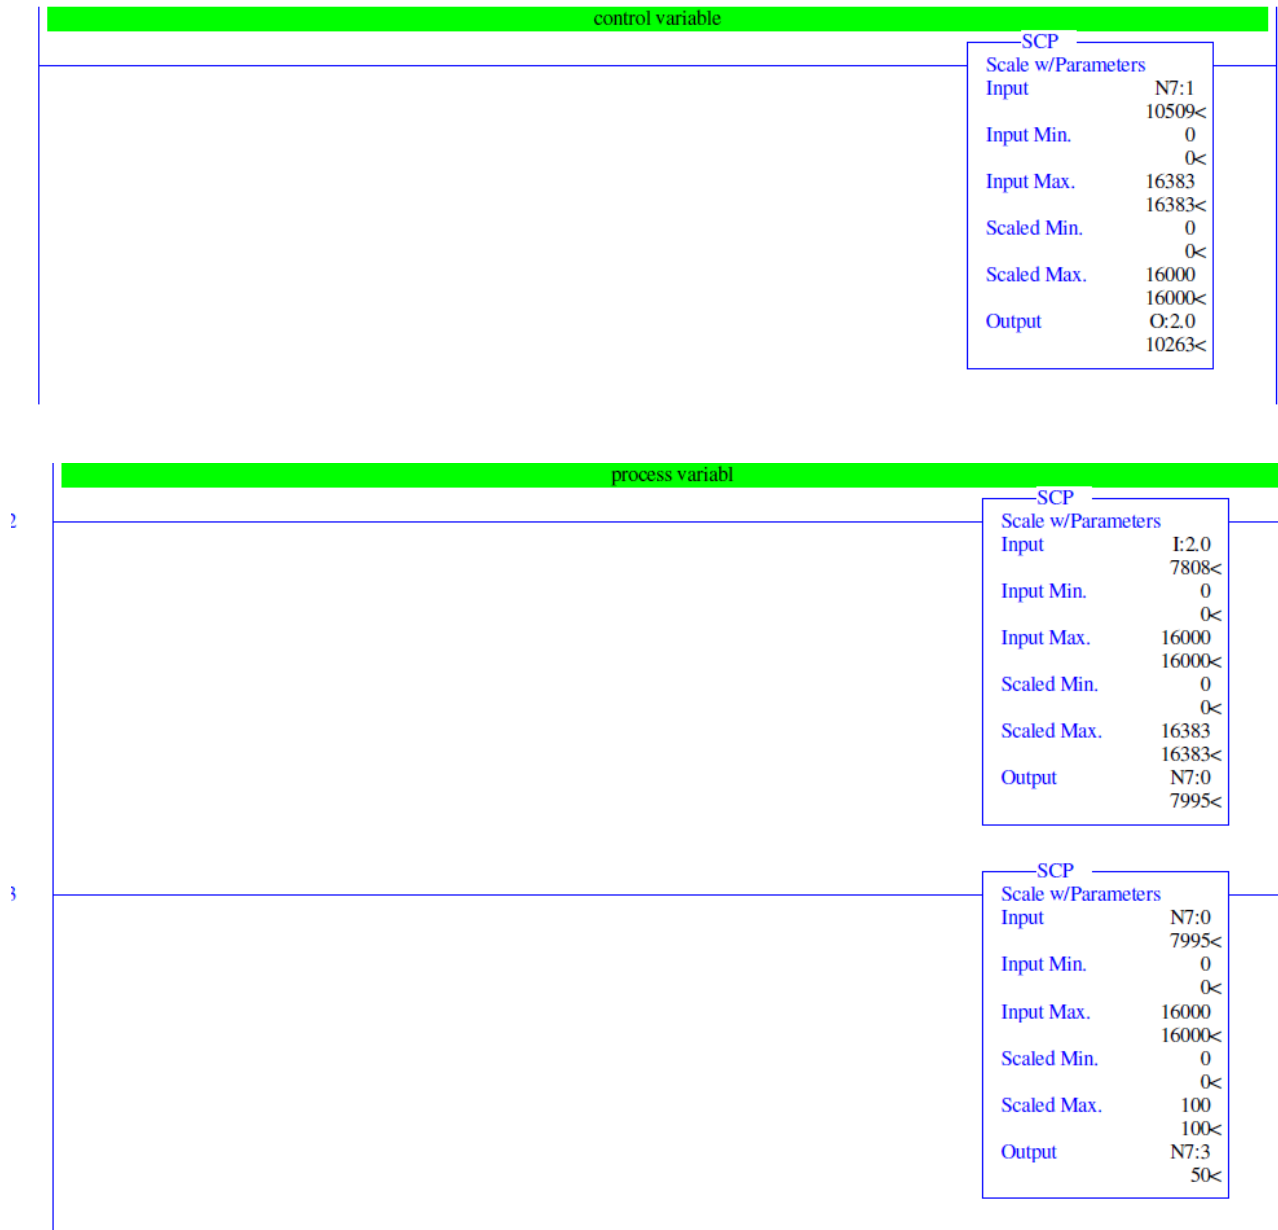 control variable
SCP
Scale w/Parameters
Input N7:1
10509<
Input Min. 0
0<
Input Max. 16383
16383<
Scaled Min. 0
0<
Scaled Max. 16000
16000<
Output O:2.0
10263<
process variabl
SCP
2
Scale w/Parameters
Input I:2.0
7808<
Input Min. 0
0<
Input Max. 16000
16000<
Scaled Min. 0
0<
Scaled Max. 16383
16383<
Output N7:0
7995<
SCP
3
Scale w/Parameters
Input N7:0
7995<
Input Min. 0
0<
Input Max. 16000
16000<
Scaled Min. 0
0<
Scaled Max. 100
100<
Output N7:3
50<